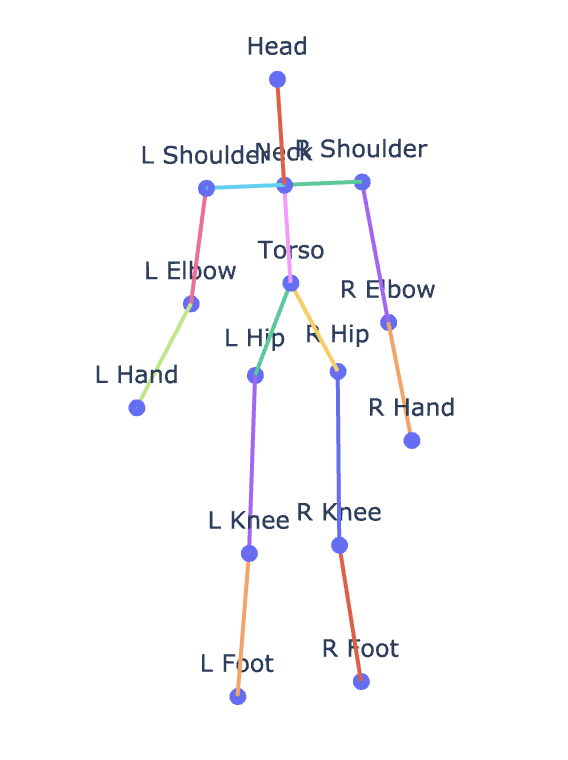 Head
L Shoulder
Neck
R Shoulder
Torso
L Elbow
R Elbow
L Hip
R Hip
L Hand
R Hand
L Knee
R Knee
L Foot
R Foot